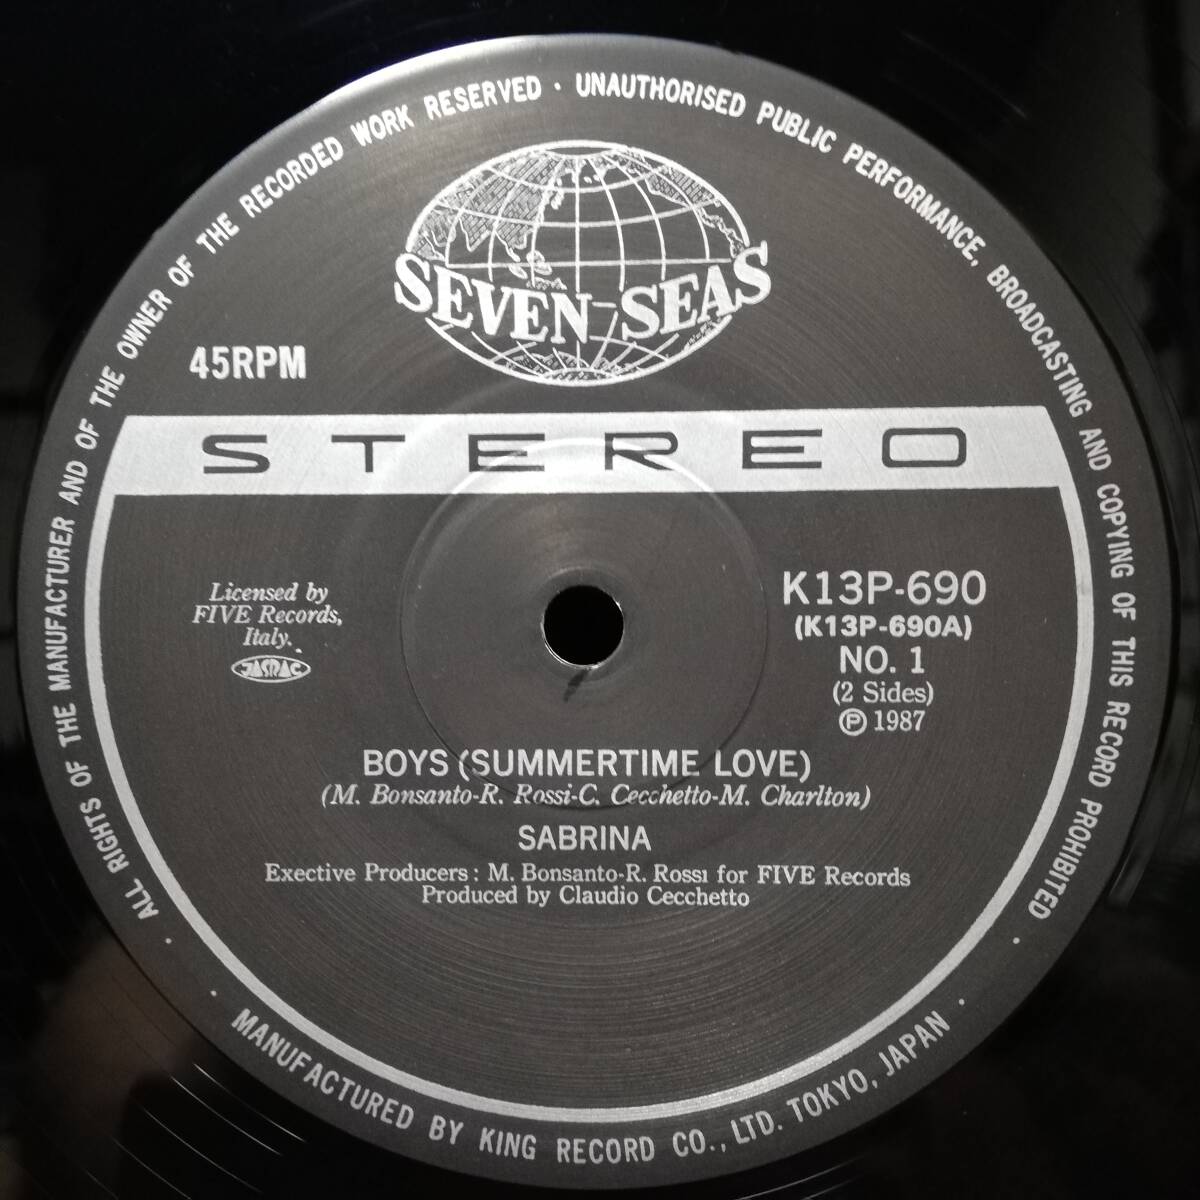 ALL RIGHTS OF THE MANUFACTURER AND OF THE OWNER OF THE RECORDED WORK RESERVED · UNAUTHORISED PUBLIC PERFORMANCE, BROADCASTING AND COPYING OF THIS RECORD PROHIBITED ·
SEVEN SEAS
45RPM
STEREO
Licensed by
FIVE Records,
Italy.
JASRAC
K13P-690
(K13P-690A)
NO. 1
(2 Sides)
Ⓟ 1987
BOYS (SUMMERTIME LOVE)
(M. Bonsanto-R. Rossi-C. Cecchetto-M. Charlton)
SABRINA
Exective Producers : M. Bonsanto-R. Rossi for FIVE Records
Produced by Claudio Cecchetto
· MANUFACTURED BY KING RECORD CO., LTD. TOKYO, JAPAN ·